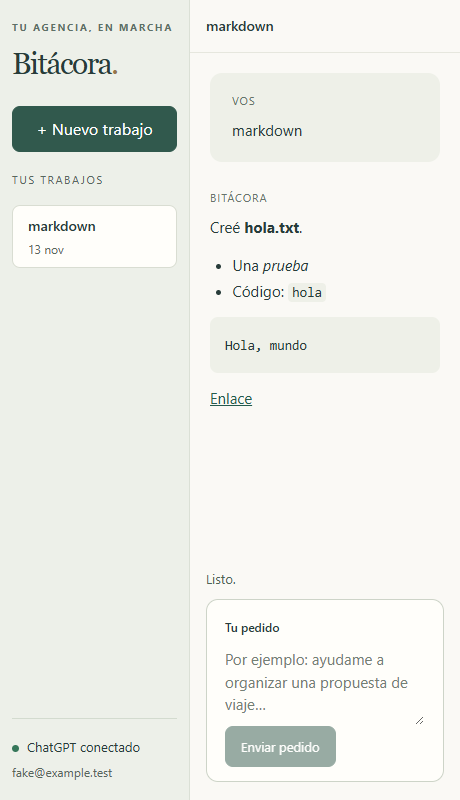 TU AGENCIA, EN MARCHA
Bitácora.
+ Nuevo trabajo
TUS TRABAJOS
markdown
13 nov
ChatGPT conectado
fake@example.test
markdown
VOS
markdown
BITÁCORA
Creé hola.txt.
• Una prueba
• Código: hola
Hola, mundo
Enlace
Listo.
Tu pedido
Por ejemplo: ayudame a
organizar una propuesta de
viaje...
Enviar pedido